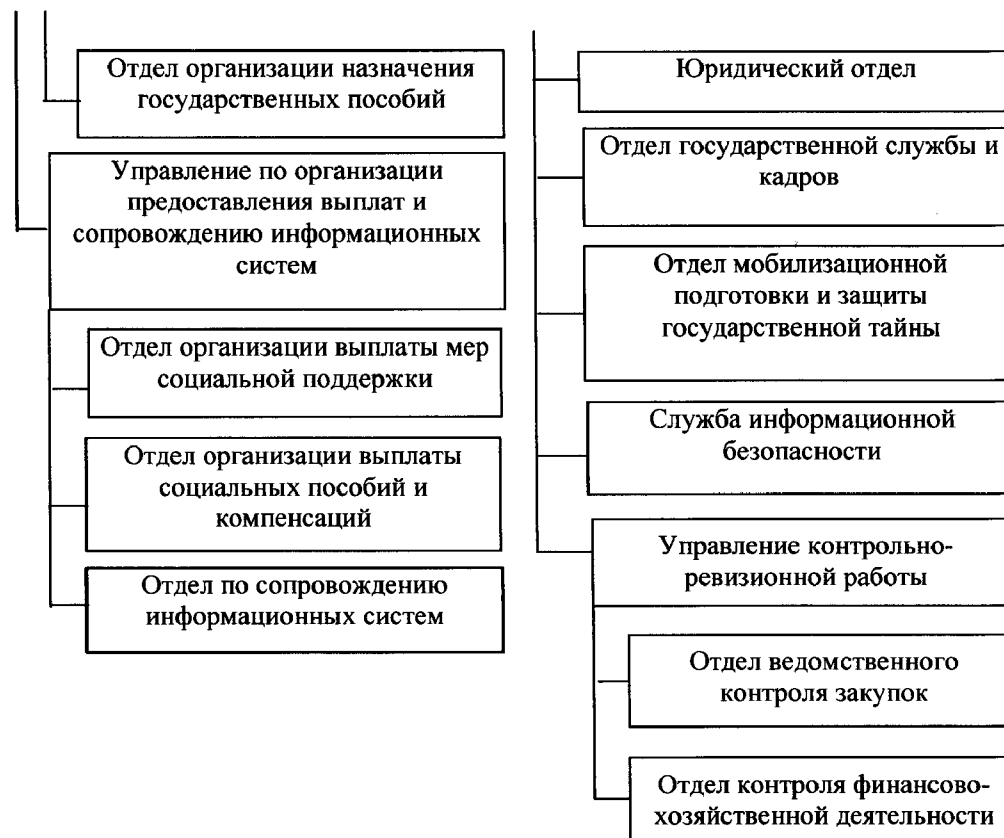 Отдел организации назначения
государственных пособий
Управление по организации
предоставления выплат и
сопровождению информационных
систем
Отдел организации выплаты мер
социальной поддержки
Отдел организации выплаты
социальных пособий и
компенсаций
Отдел по сопровождению
информационных систем
Юридический отдел
Отдел государственной службы и
кадров
Отдел мобилизационной
подготовки и защиты
государственной тайны
Служба информационной
безопасности
Управление контрольно-
ревизионной работы
Отдел ведомственного
контроля закупок
Отдел контроля финансово-
хозяйственной деятельности